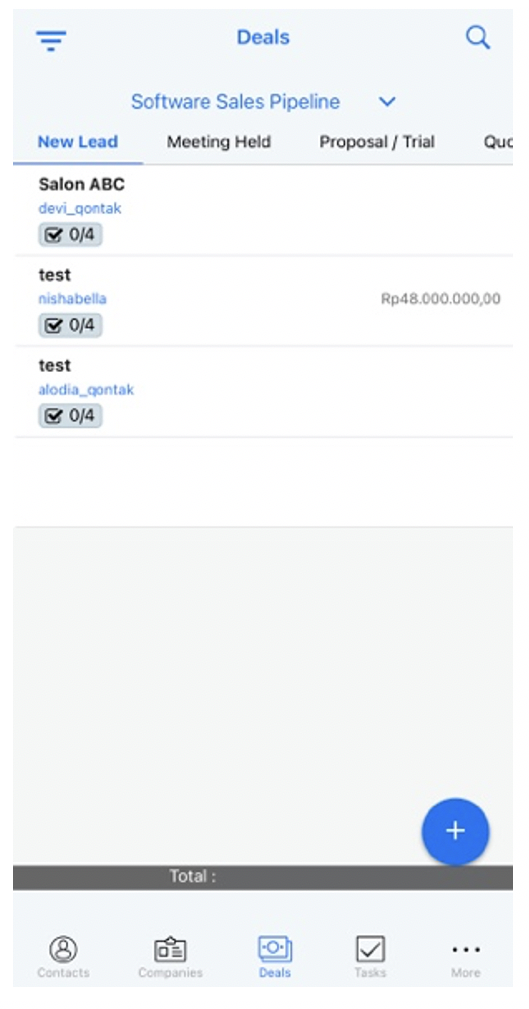 Deals
Software Sales Pipeline
New Lead Meeting Held Proposal / Trial Quo
Salon ABC
devi_qontak
0/4
test
nishabella Rp48.000.000,00
0/4
test
alodia_qontak
0/4
+
Total :
Contacts Companies Deals Tasks More